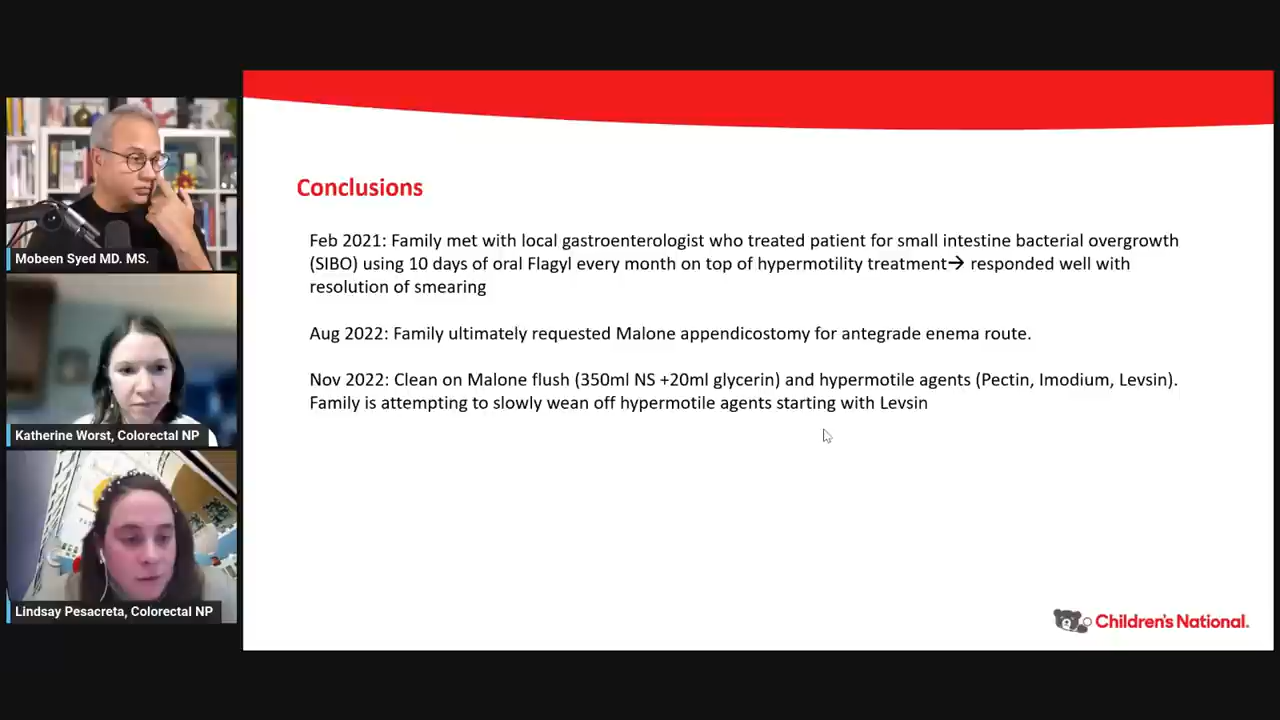 Mobeen Syed MD. MS.
Katherine Worst, Colorectal NP
Lindsay Pesacreta, Colorectal NP
Conclusions
Feb 2021: Family met with local gastroenterologist who treated patient for small intestine bacterial overgrowth
(SIBO) using 10 days of oral Flagyl every month on top of hypermotility treatment→ responded well with
resolution of smearing
Aug 2022: Family ultimately requested Malone appendicostomy for antegrade enema route.
Nov 2022: Clean on Malone flush (350ml NS +20ml glycerin) and hypermotile agents (Pectin, Imodium, Levsin).
Family is attempting to slowly wean off hypermotile agents starting with Levsin
Children's National.